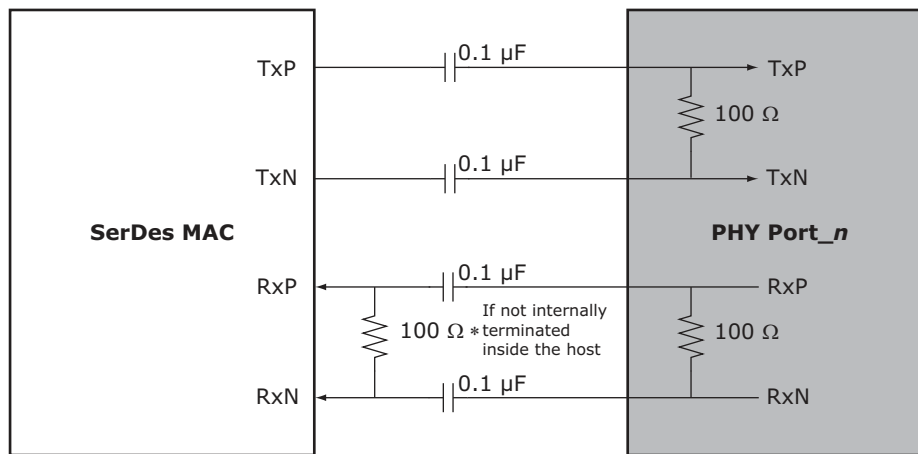 0.1 µF
TxP
TxP
100 Ω
0.1 µF
TxN
TxN
SerDes MAC
PHY Port_n
0.1 µF
RxP
RxP
If not internally
100 Ω * terminated
inside the host
100 Ω
0.1 µF
RxN
RxN